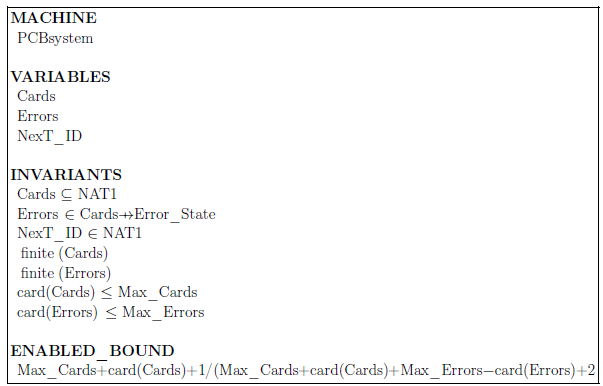 MACHINE
PCBsystem
VARIABLES
Cards
Errors
NexT_ID
INVARIANTS
Cards ⊆ NAT1
Errors ∈ Cards⇸Error_State
NexT_ID ∈ NAT1
finite (Cards)
finite (Errors)
card(Cards) ≤ Max_Cards
card(Errors) ≤ Max_Errors
ENABLED_BOUND
Max_Cards+card(Cards)+1/(Max_Cards+card(Cards)+Max_Errors−card(Errors)+2